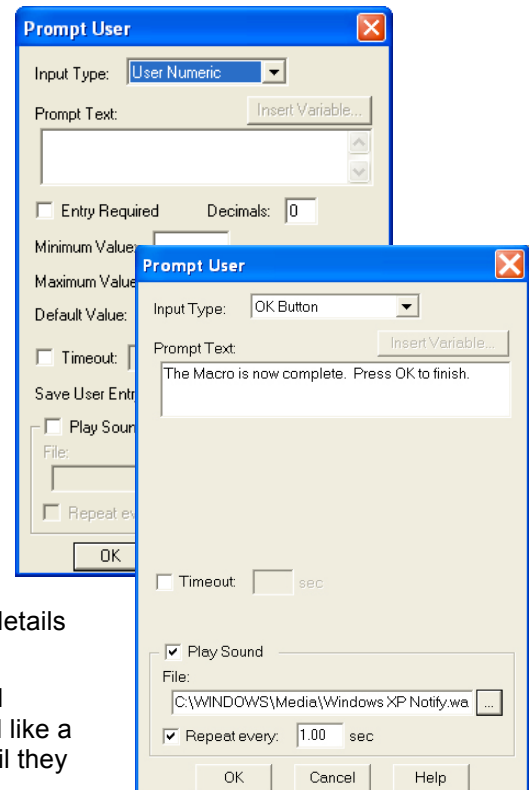 Prompt User
Input Type: User Numeric
Prompt Text: Insert Variable...
Entry Required Decimals: 0
Minimum Value:
Maximum Value
Default Value:
Timeout:
Save User Entr
Play Soun
File:
Repeat ev
OK
Prompt User
Input Type: OK Button
Prompt Text: Insert Variable...
The Macro is now complete. Press OK to finish.
Timeout: sec
Play Sound
File:
C:\WINDOWS\Media\Windows XP Notify.wa ...
Repeat every: 1.00 sec
OK Cancel Help
details
like a
il they